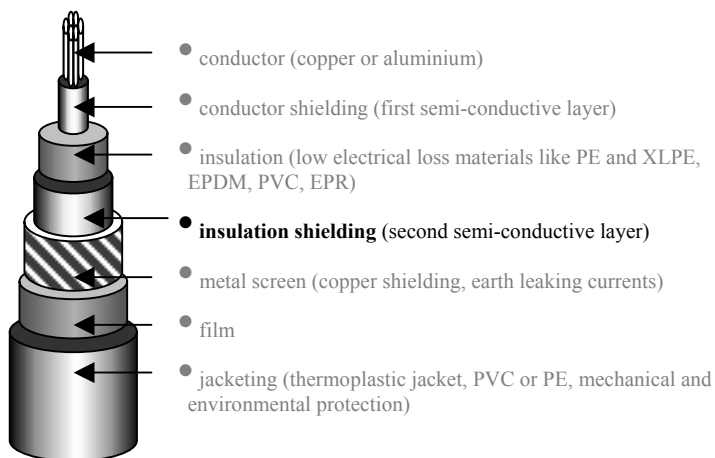 • conductor (copper or aluminium)
• conductor shielding (first semi-conductive layer)
• insulation (low electrical loss materials like PE and XLPE,
EPDM, PVC, EPR)
• insulation shielding (second semi-conductive layer)
• metal screen (copper shielding, earth leaking currents)
• film
• jacketing (thermoplastic jacket, PVC or PE, mechanical and
environmental protection)